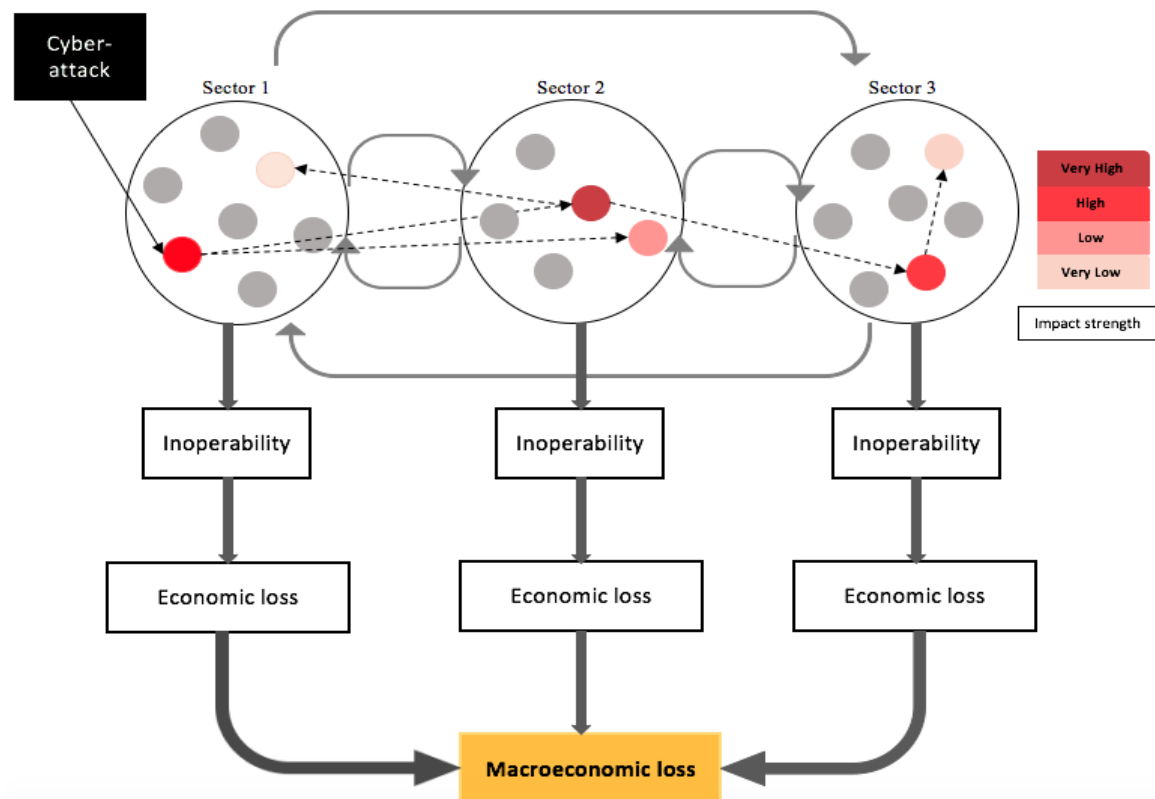 Cyber-
attack
Sector 1
Sector 2
Sector 3
Very High
High
Low
Very Low
Impact strength
Inoperability
Inoperability
Inoperability
Economic loss
Economic loss
Economic loss
Macroeconomic loss